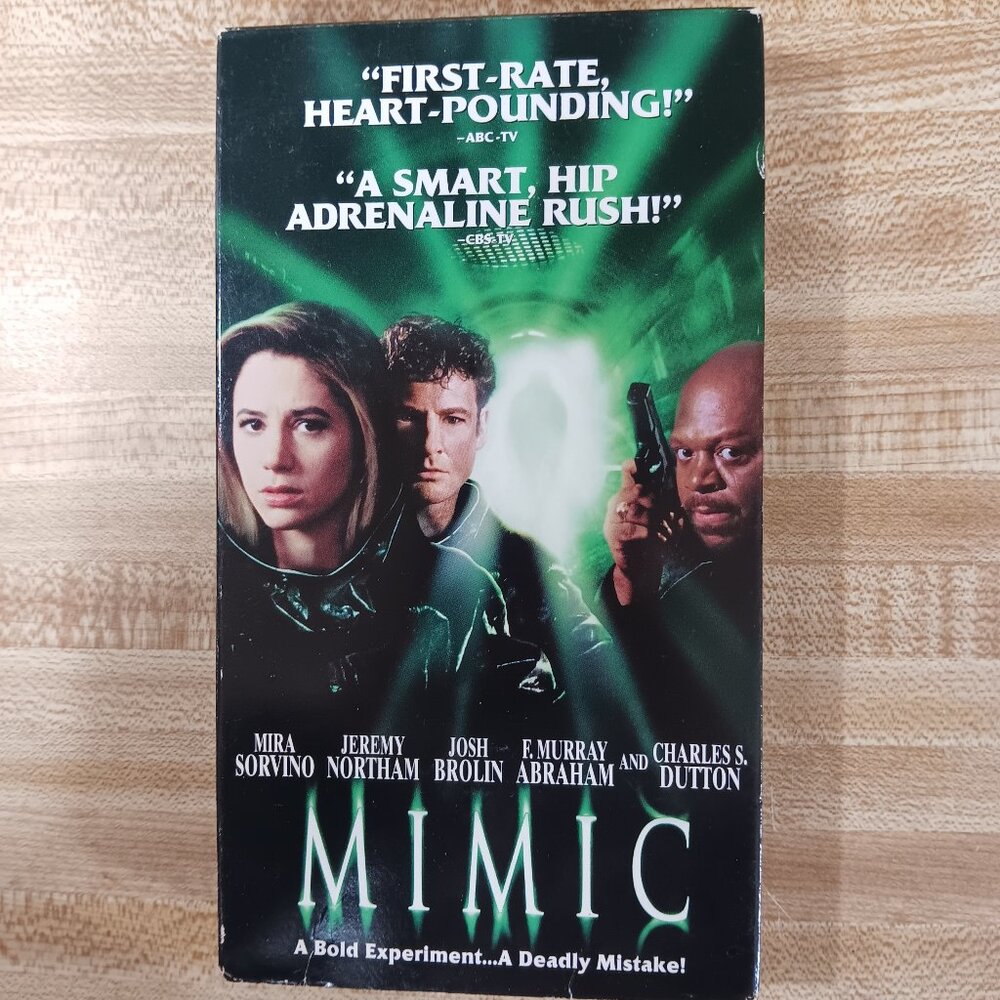 “FIRST-RATE,
HEART-POUNDING!”
–ABC-TV
“A SMART, HIP
ADRENALINE RUSH!”
–CBS-TV
MIRA SORVINO
JEREMY NORTHAM
JOSH BROLIN
F. MURRAY ABRAHAM
AND
CHARLES S. DUTTON
MIMIC
A Bold Experiment...A Deadly Mistake!